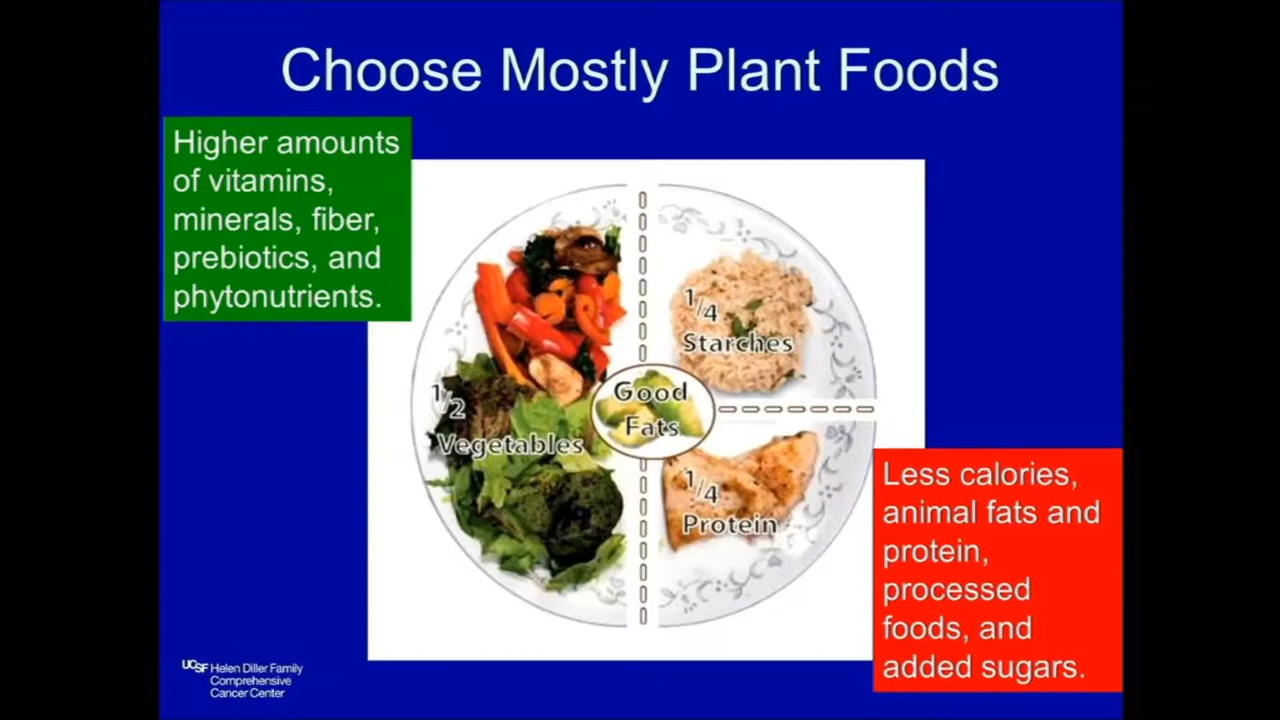 Choose Mostly Plant Foods
Higher amounts
of vitamins,
minerals, fiber,
prebiotics, and
phytonutrients.
1/4
Starches
Good
Fats
1/2
Vegetables
1/4
Protein
Less calories,
animal fats and
protein,
processed
foods, and
added sugars.
UCSF Helen Diller Family
Comprehensive
Cancer Center